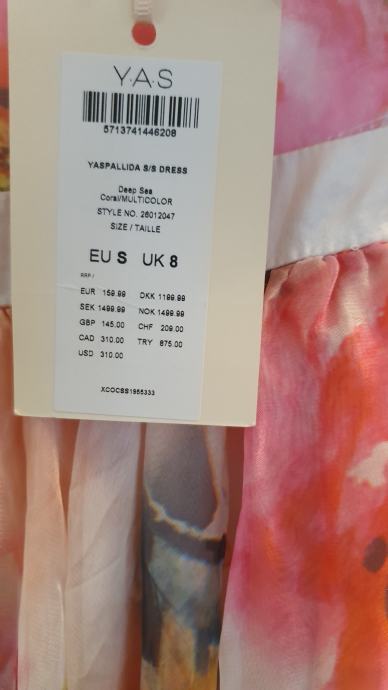 Y.A.S
5713741446208
YASPALLIDA S/S DRESS
Deep Sea
Coral/MULTICOLOR
STYLE NO. 26012047
SIZE / TAILLE
EU S UK 8
RRP /
EUR 159.99 DKK 1199.99
SEK 1499.99 NOK 1499.99
GBP 145.00 CHF 209.00
CAD 310.00 TRY 875.00
USD 310.00
XCOCSS1955333